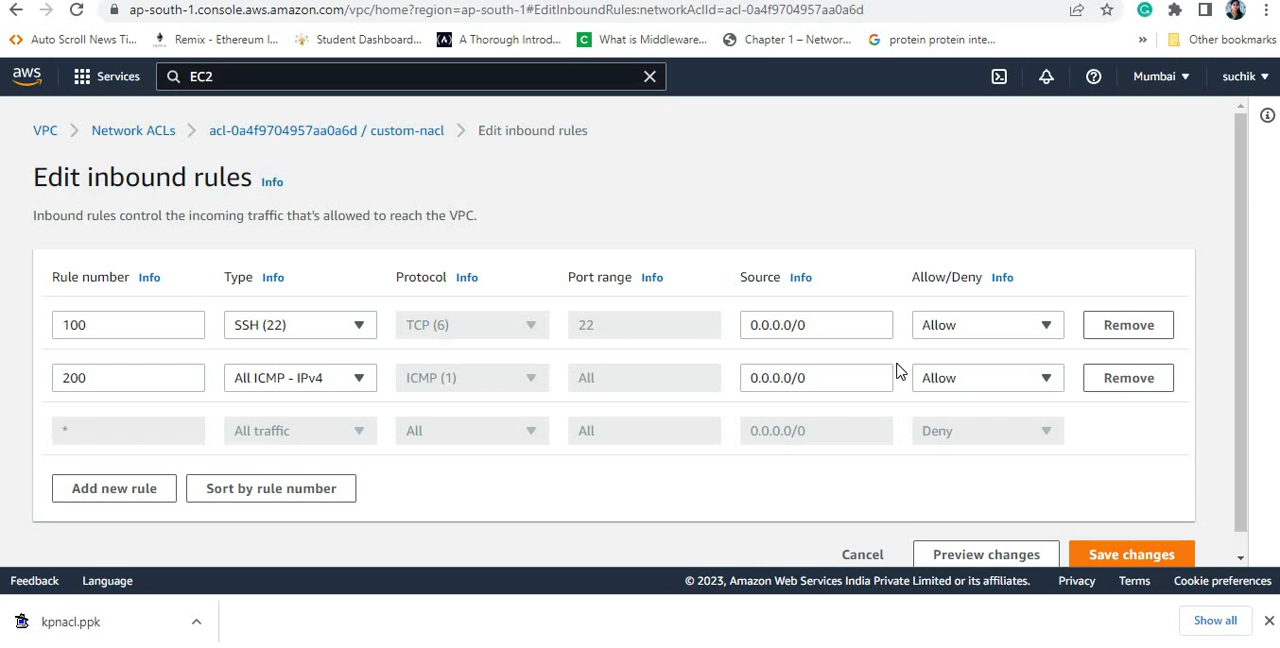 ap-south-1.console.aws.amazon.com/vpc/home?region=ap-south-1#EditInboundRules:networkAclId=acl-0a4f9704957aa0a6d
Auto Scroll News Ti... Remix - Ethereum I... Student Dashboard... A Thorough Introd... What is Middleware... Chapter 1 – Networ... protein protein inte... » Other bookmarks
aws Services EC2 Mumbai suchik
VPC Network ACLs acl-0a4f9704957aa0a6d / custom-nacl Edit inbound rules
Edit inbound rules Info
Inbound rules control the incoming traffic that's allowed to reach the VPC.
Rule number Info Type Info Protocol Info Port range Info Source Info Allow/Deny Info
100 SSH (22) TCP (6) 22 0.0.0.0/0 Allow Remove
200 All ICMP - IPv4 ICMP (1) All 0.0.0.0/0 Allow Remove
* All traffic All All 0.0.0.0/0 Deny
Add new rule Sort by rule number
Cancel Preview changes Save changes
Feedback Language © 2023, Amazon Web Services India Private Limited or its affiliates. Privacy Terms Cookie preferences
kpnacl.ppk Show all